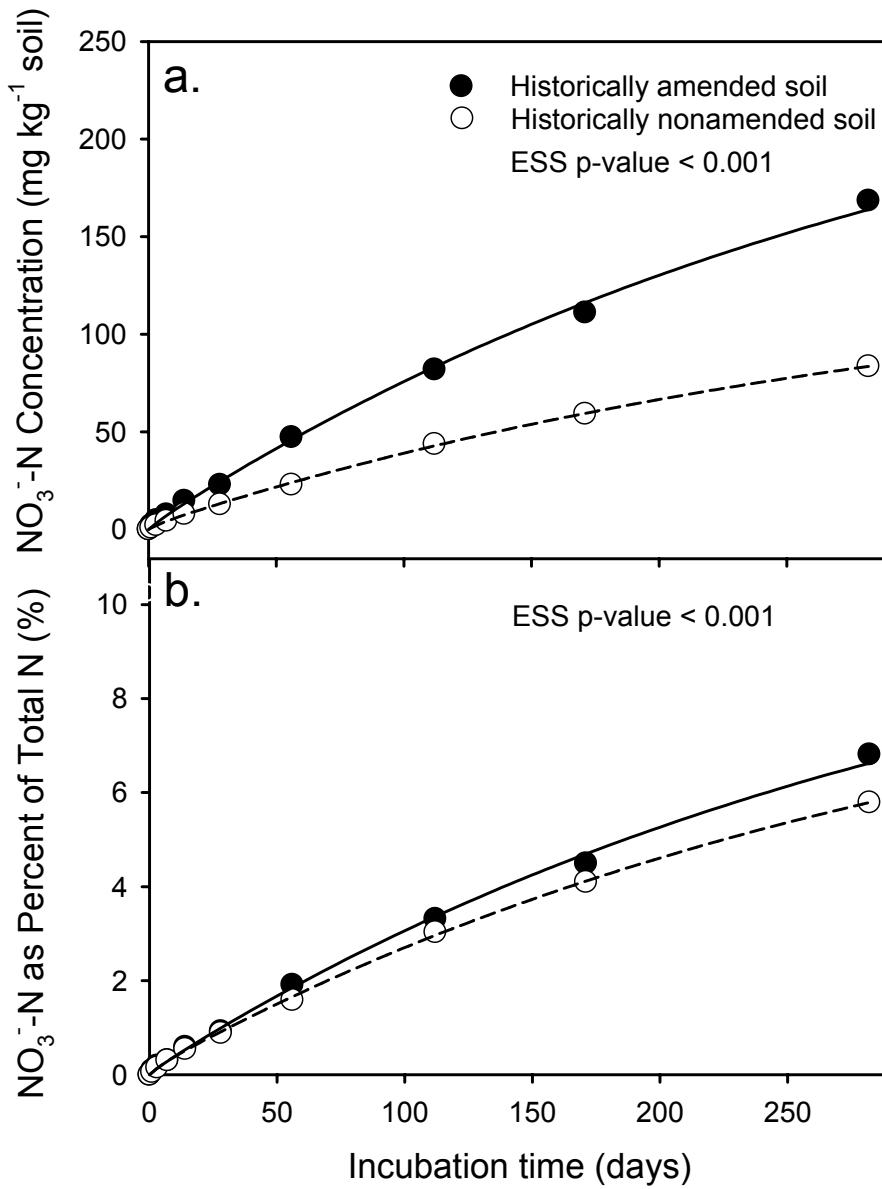 NO₃⁻-N Concentration (mg kg⁻¹ soil)
250
200
150
100
50
0
a.
Historically amended soil
Historically nonamended soil
ESS p-value < 0.001
NO₃⁻-N as Percent of Total N (%)
10
8
6
4
2
0
b.
ESS p-value < 0.001
0 50 100 150 200 250
Incubation time (days)